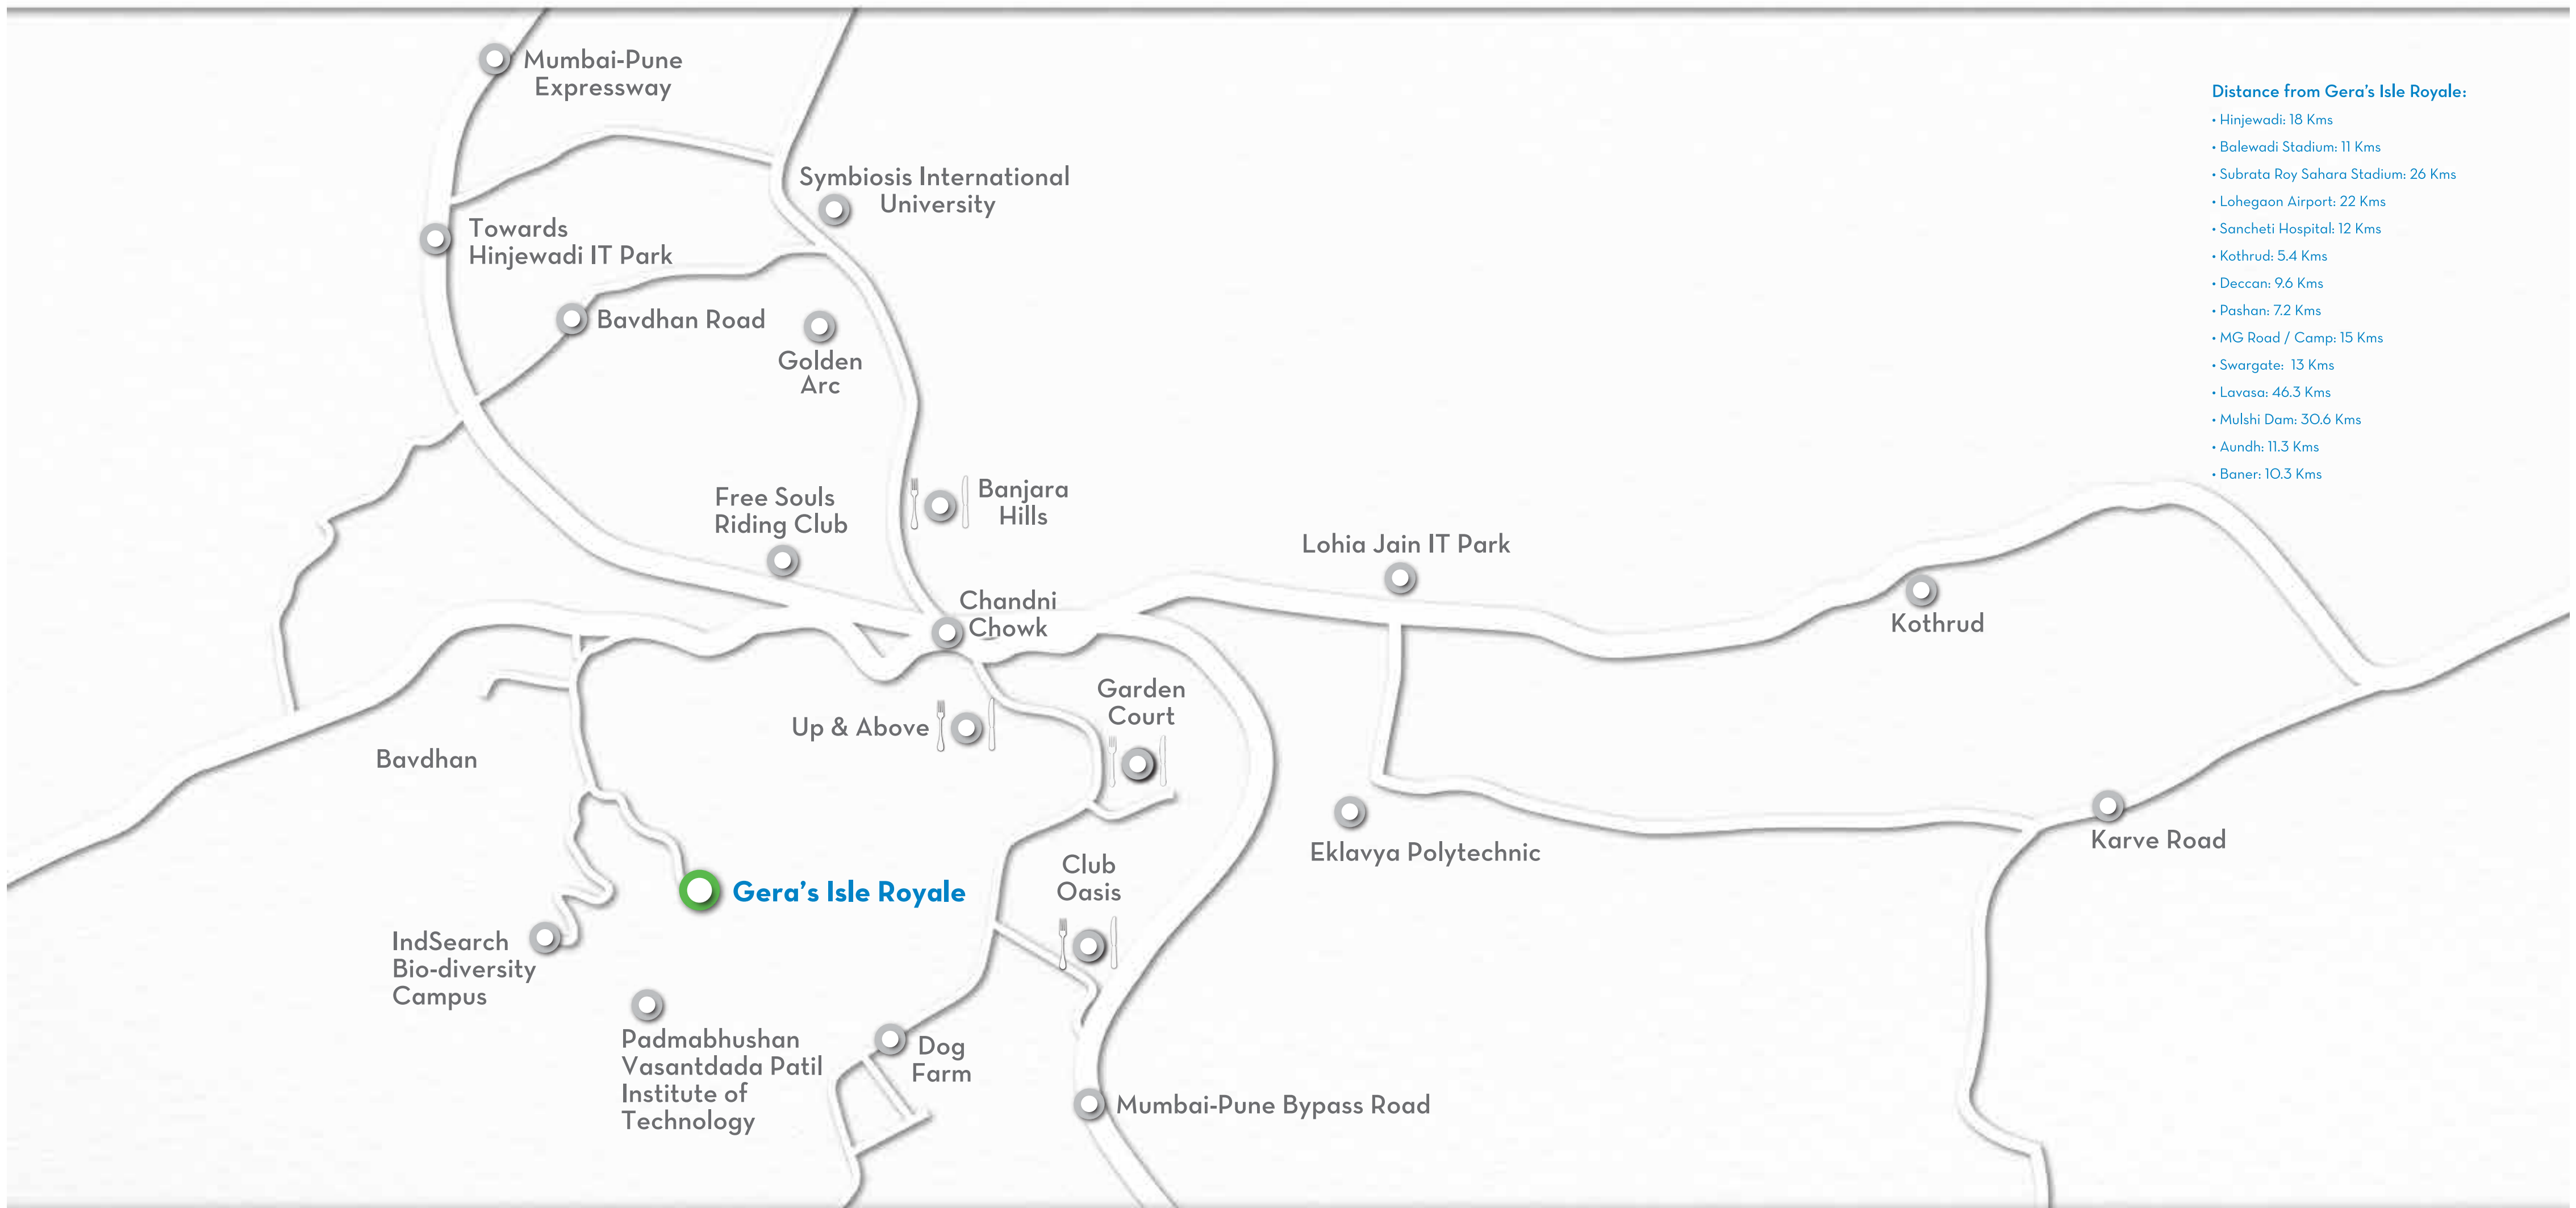 Mumbai-Pune
Expressway
Distance from Gera's Isle Royale:
• Hinjewadi: 18 Kms
• Balewadi Stadium: 11 Kms
• Subrata Roy Sahara Stadium: 26 Kms
• Lohegaon Airport: 22 Kms
• Sancheti Hospital: 12 Kms
• Kothrud: 5.4 Kms
• Deccan: 9.6 Kms
• Pashan: 7.2 Kms
• MG Road / Camp: 15 Kms
• Swargate: 13 Kms
• Lavasa: 46.3 Kms
• Mulshi Dam: 30.6 Kms
• Aundh: 11.3 Kms
• Baner: 10.3 Kms
Symbiosis International
University
Towards
Hinjewadi IT Park
Bavdhan Road
Golden
Arc
Free Souls
Riding Club
Banjara
Hills
Lohia Jain IT Park
Chandni
Chowk
Kothrud
Garden
Court
Up & Above
Bavdhan
Eklavya Polytechnic
Karve Road
Club
Oasis
Gera's Isle Royale
IndSearch
Bio-diversity
Campus
Padmabhushan
Vasantdada Patil
Institute of
Technology
Dog
Farm
Mumbai-Pune Bypass Road